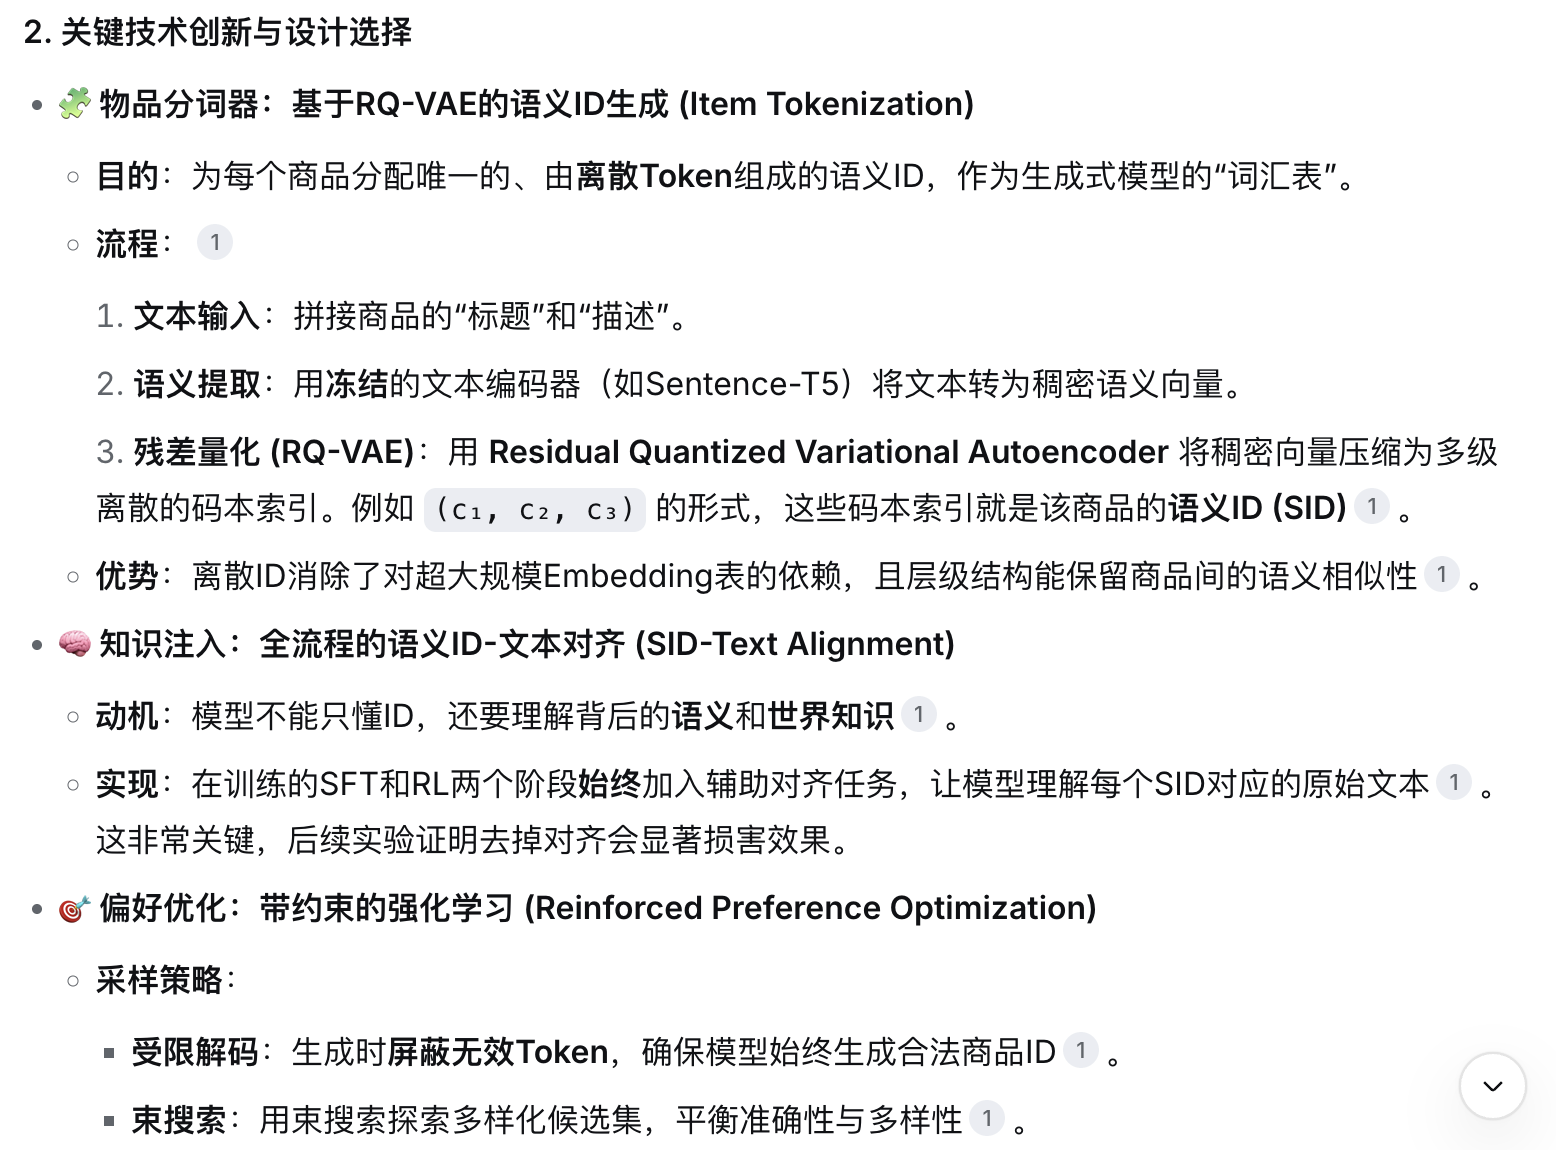 2. 关键技术创新与设计选择
🧩 物品分词器：基于RQ-VAE的语义ID生成 (Item Tokenization)
目的：为每个商品分配唯一的、由离散Token组成的语义ID，作为生成式模型的“词汇表”。
流程： 1
1. 文本输入：拼接商品的“标题”和“描述”。
2. 语义提取：用冻结的文本编码器（如Sentence-T5）将文本转为稠密语义向量。
3. 残差量化 (RQ-VAE)：用 Residual Quantized Variational Autoencoder 将稠密向量压缩为多级
离散的码本索引。例如 (c₁, c₂, c₃) 的形式，这些码本索引就是该商品的语义ID (SID) 1 。
优势：离散ID消除了对超大规模Embedding表的依赖，且层级结构能保留商品间的语义相似性 1 。
🧠 知识注入：全流程的语义ID-文本对齐 (SID-Text Alignment)
动机：模型不能只懂ID，还要理解背后的语义和世界知识 1 。
实现：在训练的SFT和RL两个阶段始终加入辅助对齐任务，让模型理解每个SID对应的原始文本 1 。
这非常关键，后续实验证明去掉对齐会显著损害效果。
🎯 偏好优化：带约束的强化学习 (Reinforced Preference Optimization)
采样策略：
受限解码：生成时屏蔽无效Token，确保模型始终生成合法商品ID 1 。
束搜索：用束搜索探索多样化候选集，平衡准确性与多样性 1 。